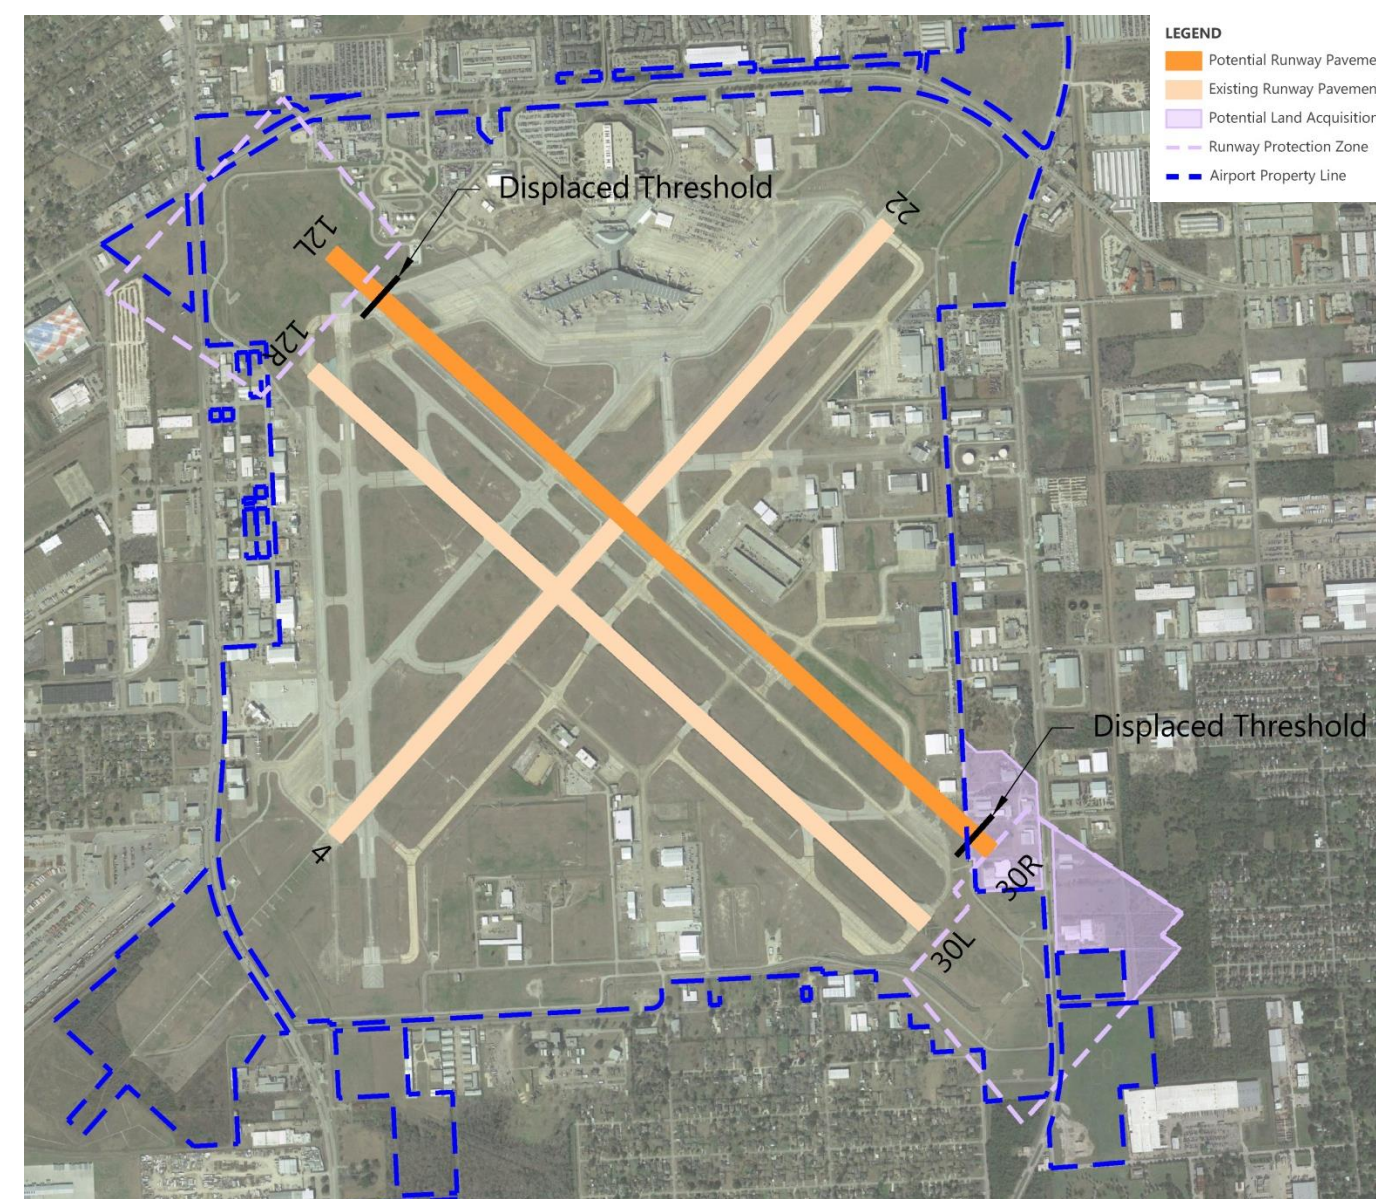 LEGEND
Potential Runway Paveme
Existing Runway Pavemen
Potential Land Acquisition
Runway Protection Zone
Airport Property Line
Displaced Threshold
22
12L
12R
Displaced Threshold
4
30R
30L